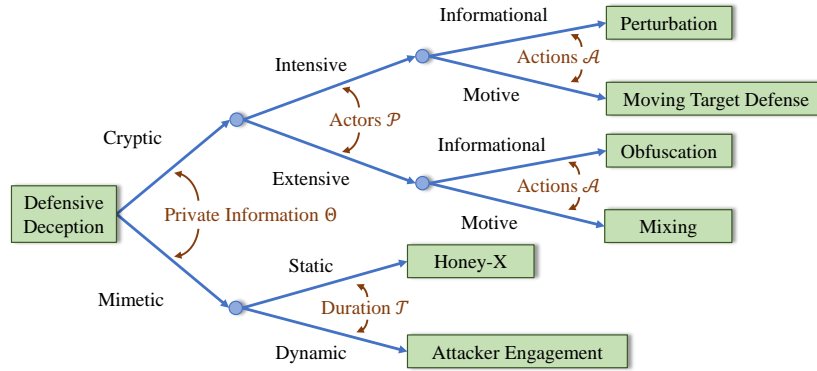 Informational
Perturbation
Actions 𝒜
Intensive
Motive
Moving Target Defense
Cryptic
Actors 𝒫
Informational
Obfuscation
Extensive
Actions 𝒜
Defensive
Deception
Private Information Θ
Motive
Mixing
Static
Honey-X
Mimetic
Duration 𝒯
Dynamic
Attacker Engagement